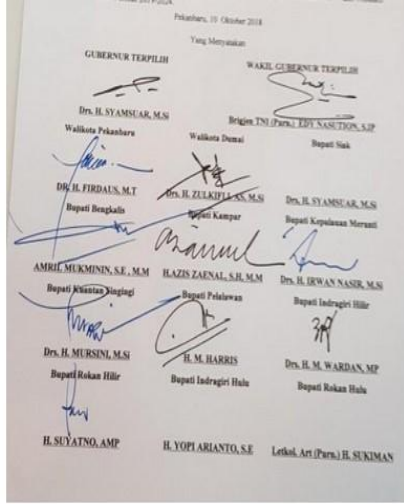 Pekanbaru, 10 Oktober 2018
Yang Menyatakan
GUBERNUR TERPILIH WAKIL GUBERNUR TERPILIH
Drs. H. SYAMSUAR, M.Si Brigjen TNI (Purn.) EDY NASUTION, S.IP
Walikota Pekanbaru Walikota Dumai Bupati Siak
DR. H. FIRDAUS, M.T Drs. H. ZULKIFLI AS, M.Si Drs. H. SYAMSUAR, M.Si
Bupati Bengkalis Bupati Kampar Bupati Kepulauan Meranti
AMRIL MUKMININ, S.E , M.M H.AZIS ZAENAL, S.H, M.M Drs. H. IRWAN NASIR, M.Si
Bupati Kuantan Singingi Bupati Pelalawan Bupati Indragiri Hilir
Drs. H. MURSINI, M.Si H. M. HARRIS Drs. H. M. WARDAN, MP
Bupati Rokan Hilir Bupati Indragiri Hulu Bupati Rokan Hulu
H. SUYATNO, AMP H. YOPI ARIANTO, S.E Letkol. Art (Purn.) H. SUKIMAN